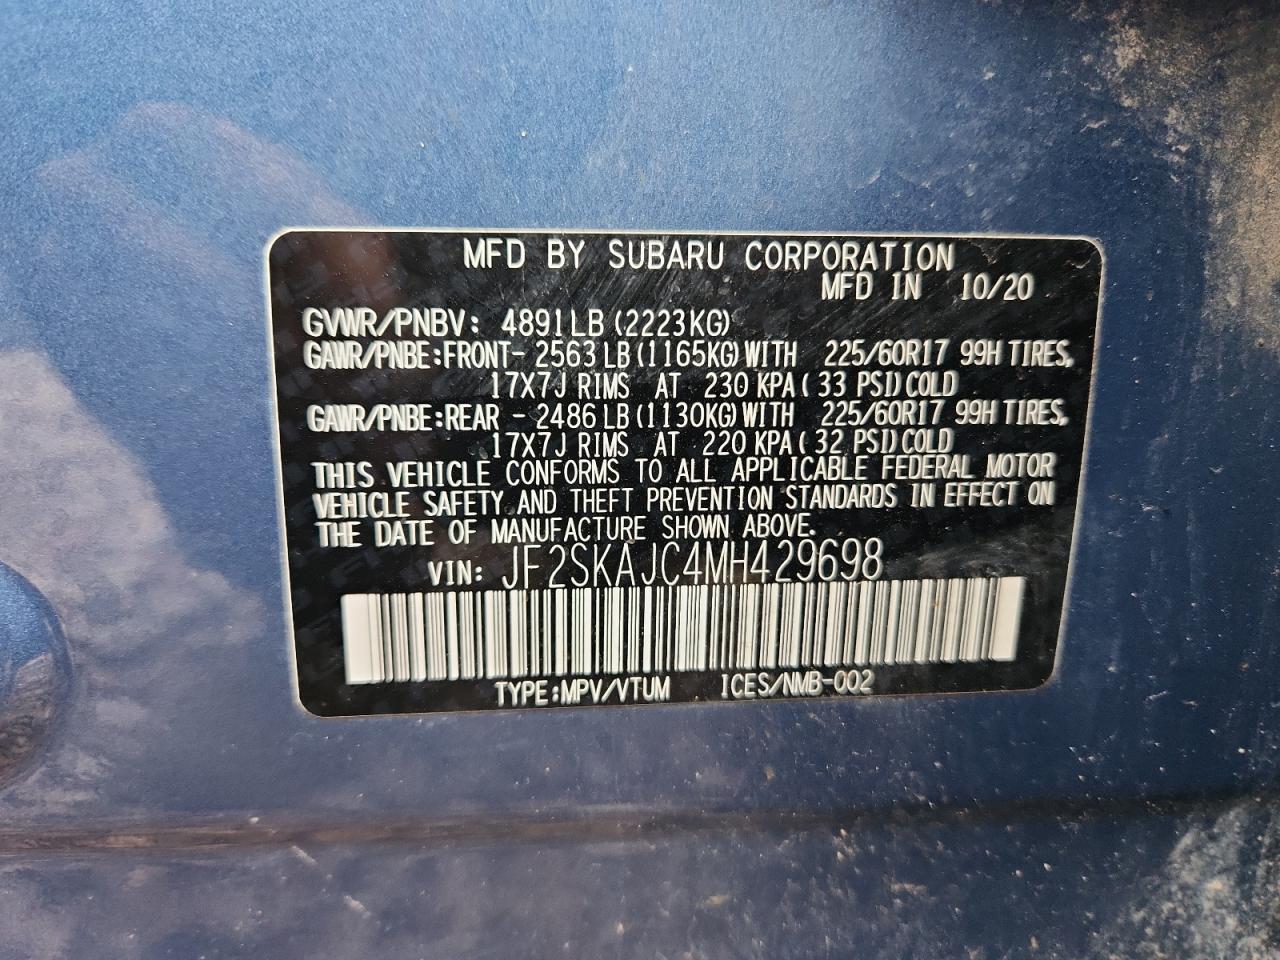 MFD BY SUBARU CORPORATION
MFD IN 10/20
GVWR/PNBV: 4891LB (2223KG)
GAWR/PNBE:FRONT- 2563 LB (1165KG) WITH 225/60R17 99H TIRES,
17X7J RIMS AT 230 KPA ( 33 PSI) COLD
GAWR/PNBE:REAR - 2486 LB (1130KG) WITH 225/60R17 99H TIRES,
17X7J RIMS AT 220 KPA ( 32 PSI) COLD
THIS VEHICLE CONFORMS TO ALL APPLICABLE FEDERAL MOTOR
VEHICLE SAFETY AND THEFT PREVENTION STANDARDS IN EFFECT ON
THE DATE OF MANUFACTURE SHOWN ABOVE.
VIN: JF2SKAJC4MH429698
TYPE:MPV/VTUM ICES/NMB-002